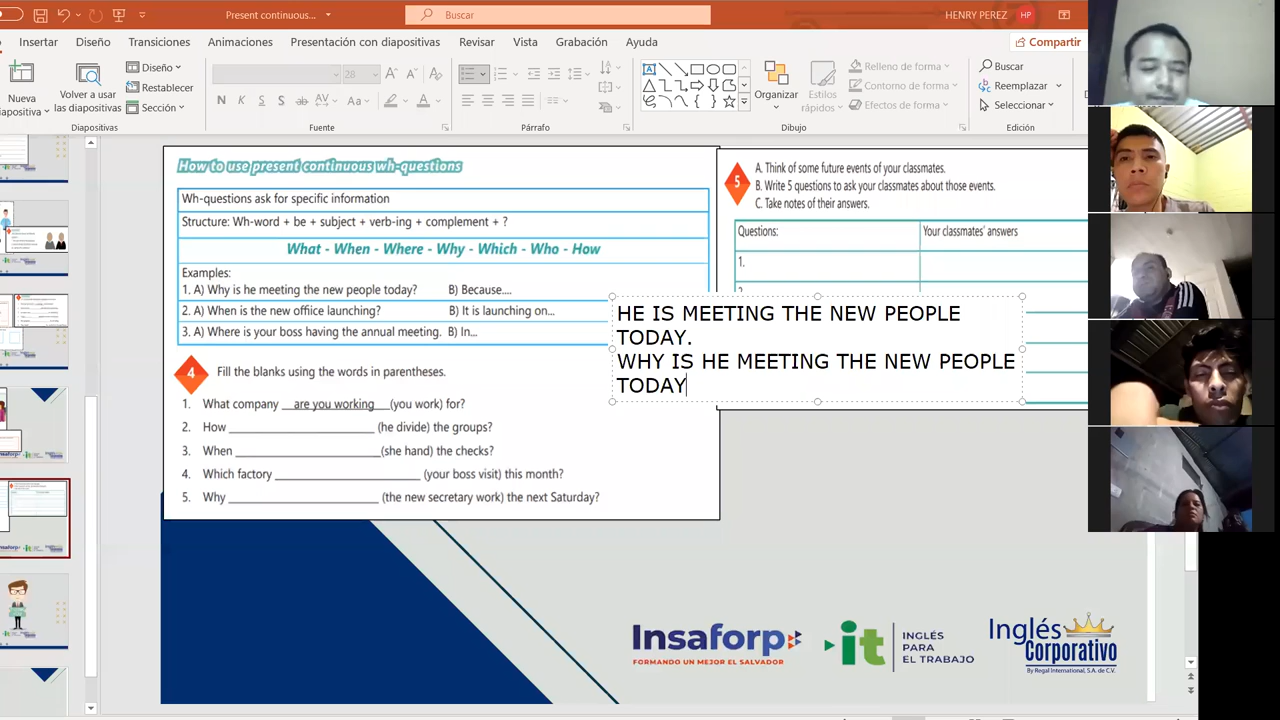 Present continuous...
Buscar
HENRY PEREZ
HP
Insertar
Diseño
Transiciones
Animaciones
Presentación con diapositivas
Revisar
Vista
Grabación
Ayuda
Compartir
Nueva
diapositiva
Volver a usar
las diapositivas
Diseño
Restablecer
Sección
Diapositivas
28
N
K
S
S
ab
AV
Aa
A
Fuente
Párrafo
Organizar
Estilos
rápidos
Relleno de forma
Contorno de forma
Efectos de forma
Dibujo
Buscar
Reemplazar
Seleccionar
Edición
How to use present continuous wh-questions
Wh-questions ask for specific information
Structure: Wh-word + be + subject + verb-ing + complement + ?
What - When - Where - Why - Which - Who - How
Examples:
1. A) Why is he meeting the new people today? B) Because....
2. A) When is the new office launching? B) It is launching on...
3. A) Where is your boss having the annual meeting. B) In...
4 Fill the blanks using the words in parentheses.
1. What company __are you working__ (you work) for?
2. How ____________ (he divide) the groups?
3. When ____________ (she hand) the checks?
4. Which factory ____________ (your boss visit) this month?
5. Why ____________ (the new secretary work) the next Saturday?
5
A. Think of some future events of your classmates.
B. Write 5 questions to ask your classmates about those events.
C. Take notes of their answers.
Questions: Your classmates' answers
1.
HE IS MEETING THE NEW PEOPLE
TODAY.
WHY IS HE MEETING THE NEW PEOPLE
TODAY
Insaforp
FORMANDO UN MEJOR EL SALVADOR
it
INGLÉS
PARA
EL TRABAJO
Inglés
Corporativo
By Regal International, S.A. de C.V.